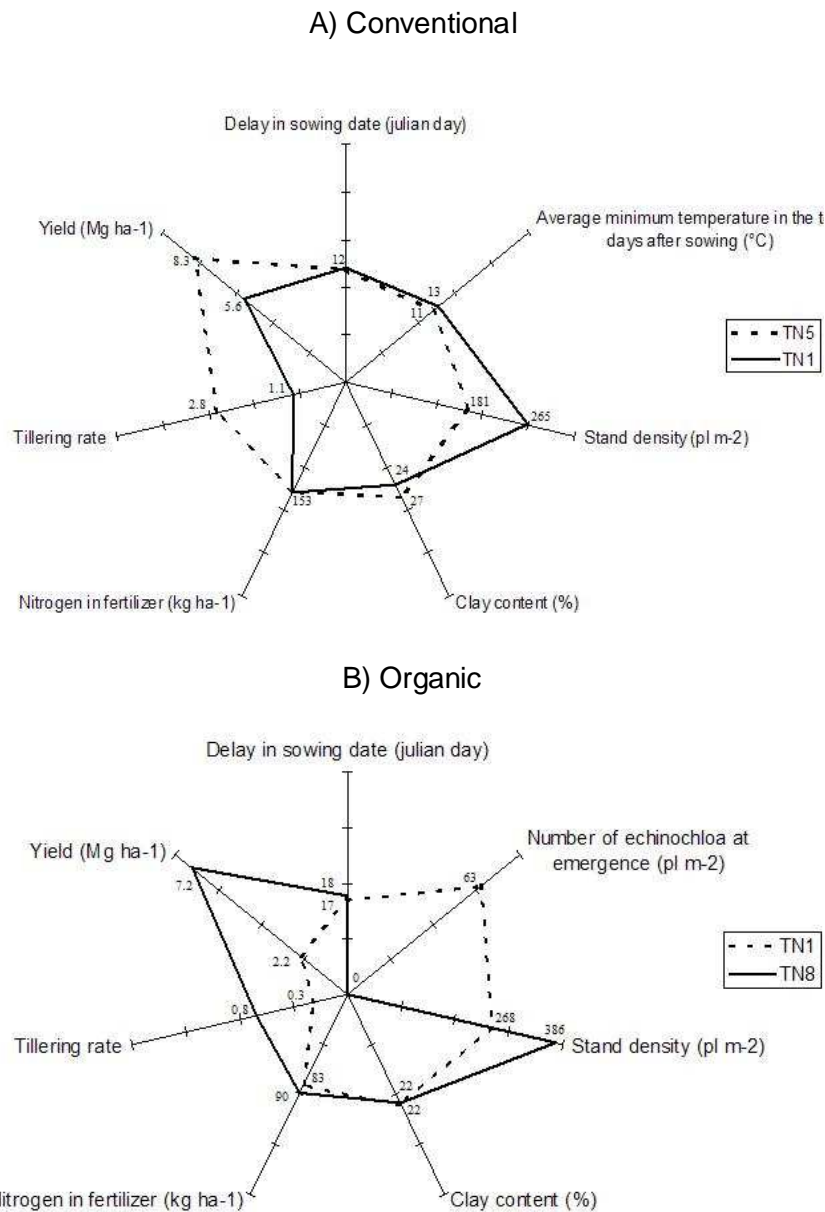 A) Conventional
Delay in sowing date (julian day)
Yield (Mg ha-1)
Average minimum temperature in the t
days after sowing (°C)
8.3
5.6
12
13
11
TN5
TN1
1.1
2.8
181
265
Tillering rate
Stand density (pl m-2)
24
27
153
Nitrogen in fertilizer (kg ha-1)
Clay content (%)
B) Organic
Delay in sowing date (julian day)
Yield (Mg ha-1)
Number of echinochloa at
emergence (pl m-2)
7.2
18
17
63
2.2
TN1
TN8
0
0.3
0.8
268
386
Tillering rate
Stand density (pl m-2)
83
90
22
22
Nitrogen in fertilizer (kg ha-1)
Clay content (%)